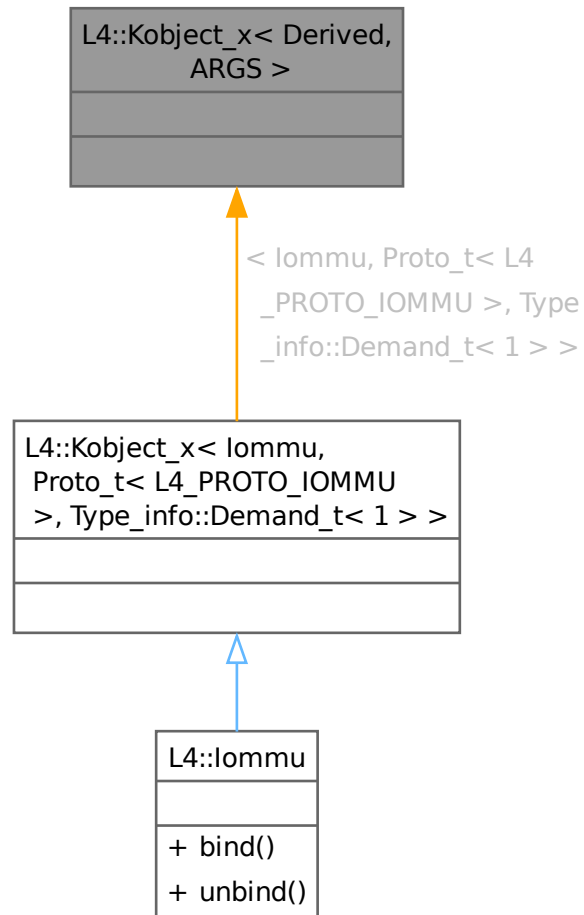 L4::Kobject_x< Derived,
ARGS >
< Iommu, Proto_t< L4
_PROTO_IOMMU >, Type
_info::Demand_t< 1 > >
L4::Kobject_x< Iommu,
Proto_t< L4_PROTO_IOMMU
>, Type_info::Demand_t< 1 > >
L4::Iommu
+ bind()
+ unbind()